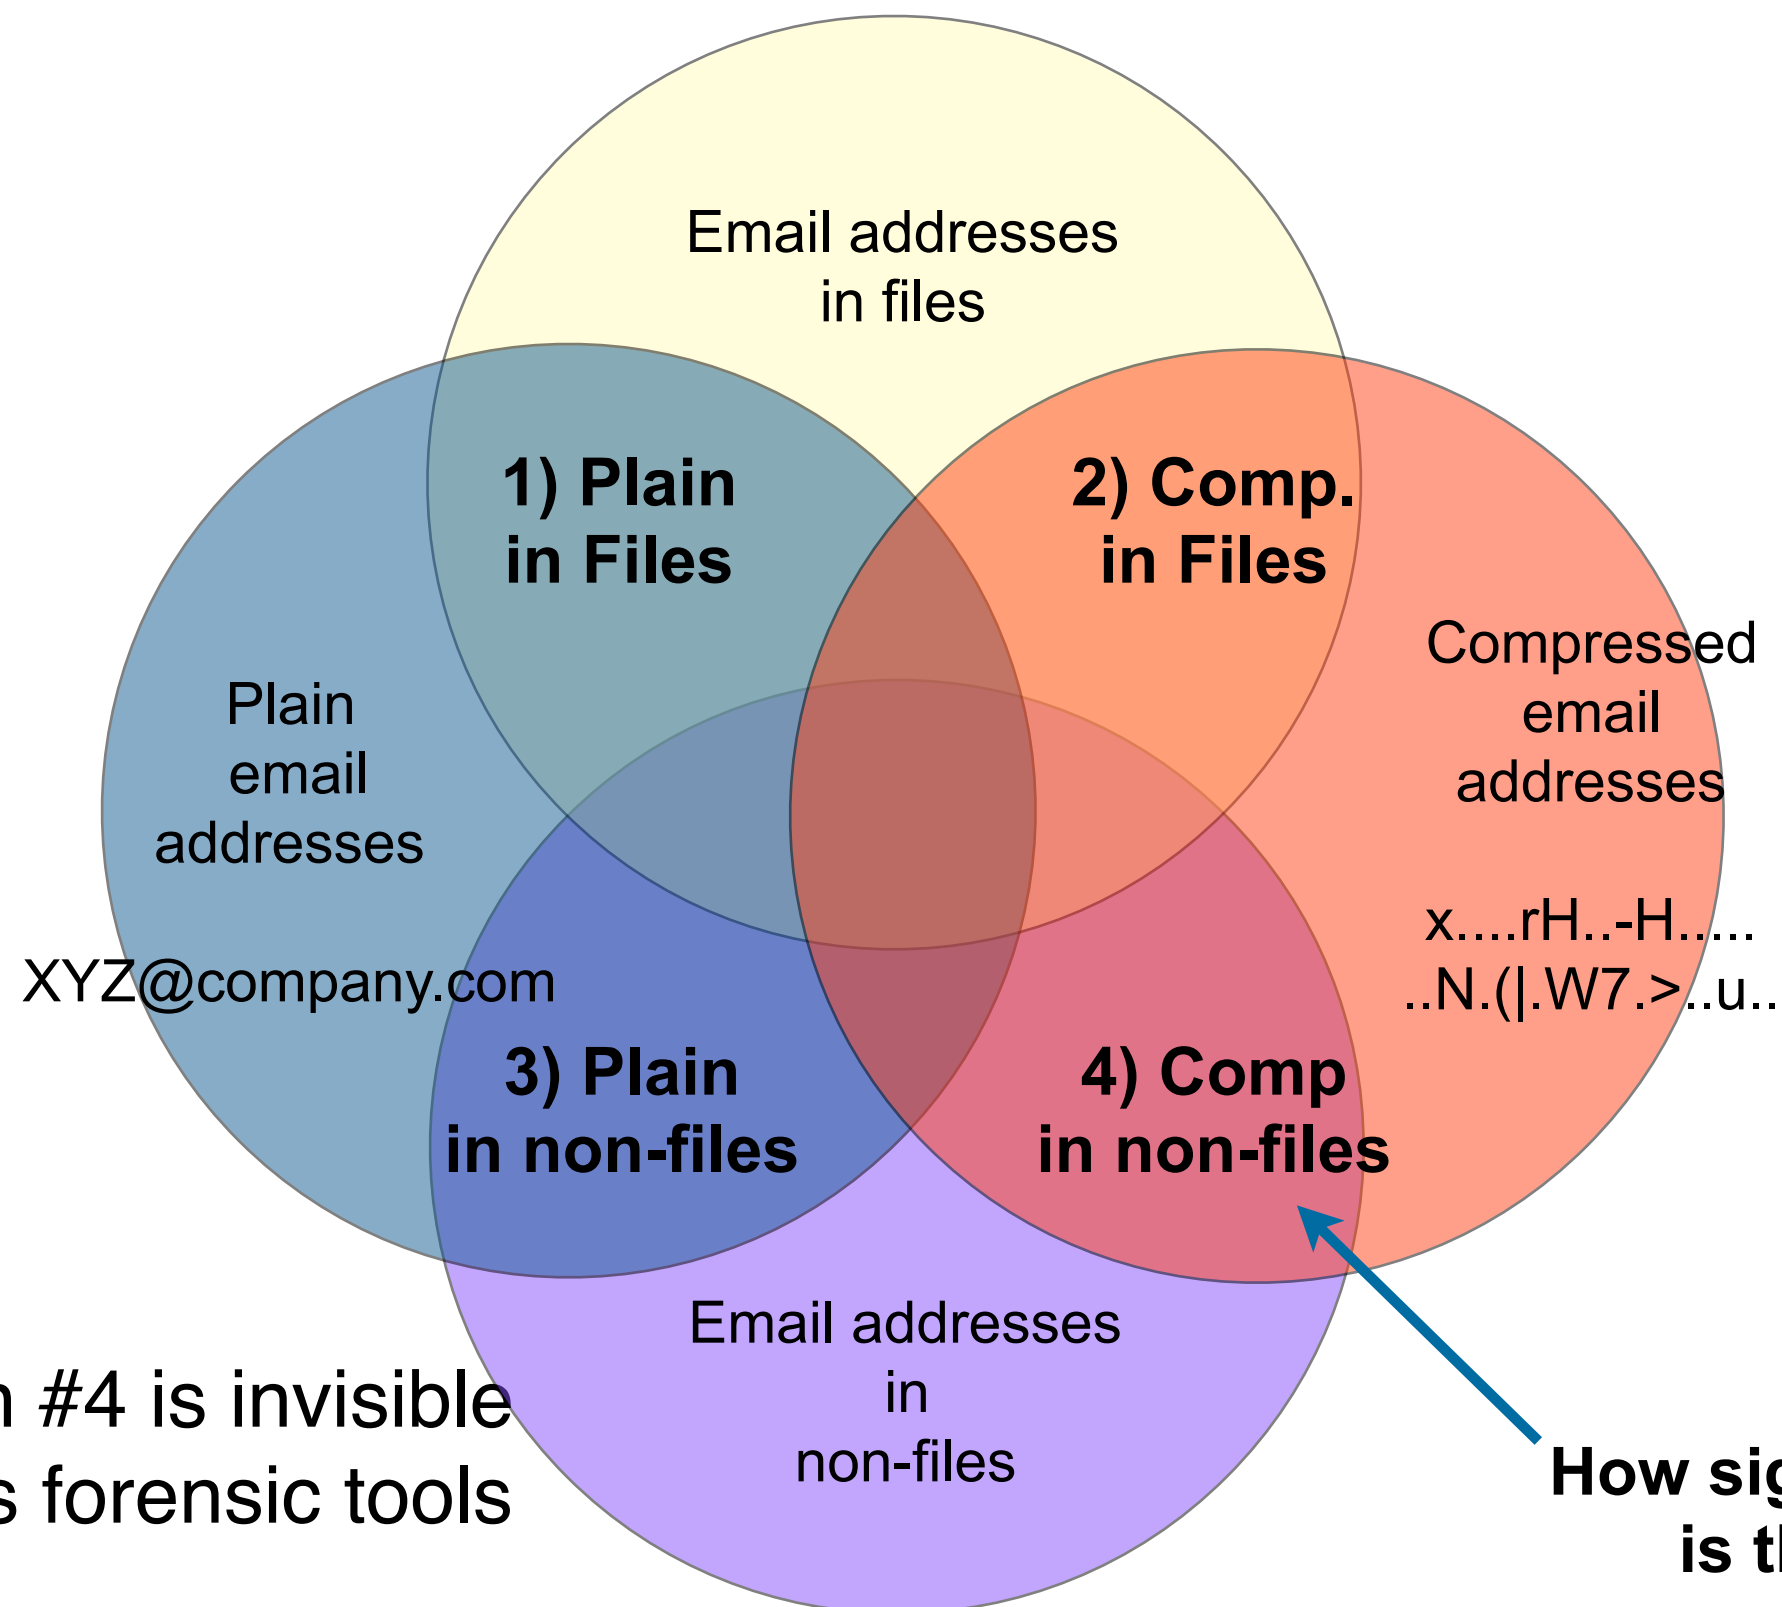 Email addresses
in files
1) Plain
in Files
2) Comp.
in Files
Plain
email
addresses
XYZ@company.com
Compressed
email
addresses
x....rH..-H.....
..N.(|.W7.>..u..
3) Plain
in non-files
4) Comp
in non-files
Email addresses
in
non-files
#4 is invisible
forensic tools
How
is